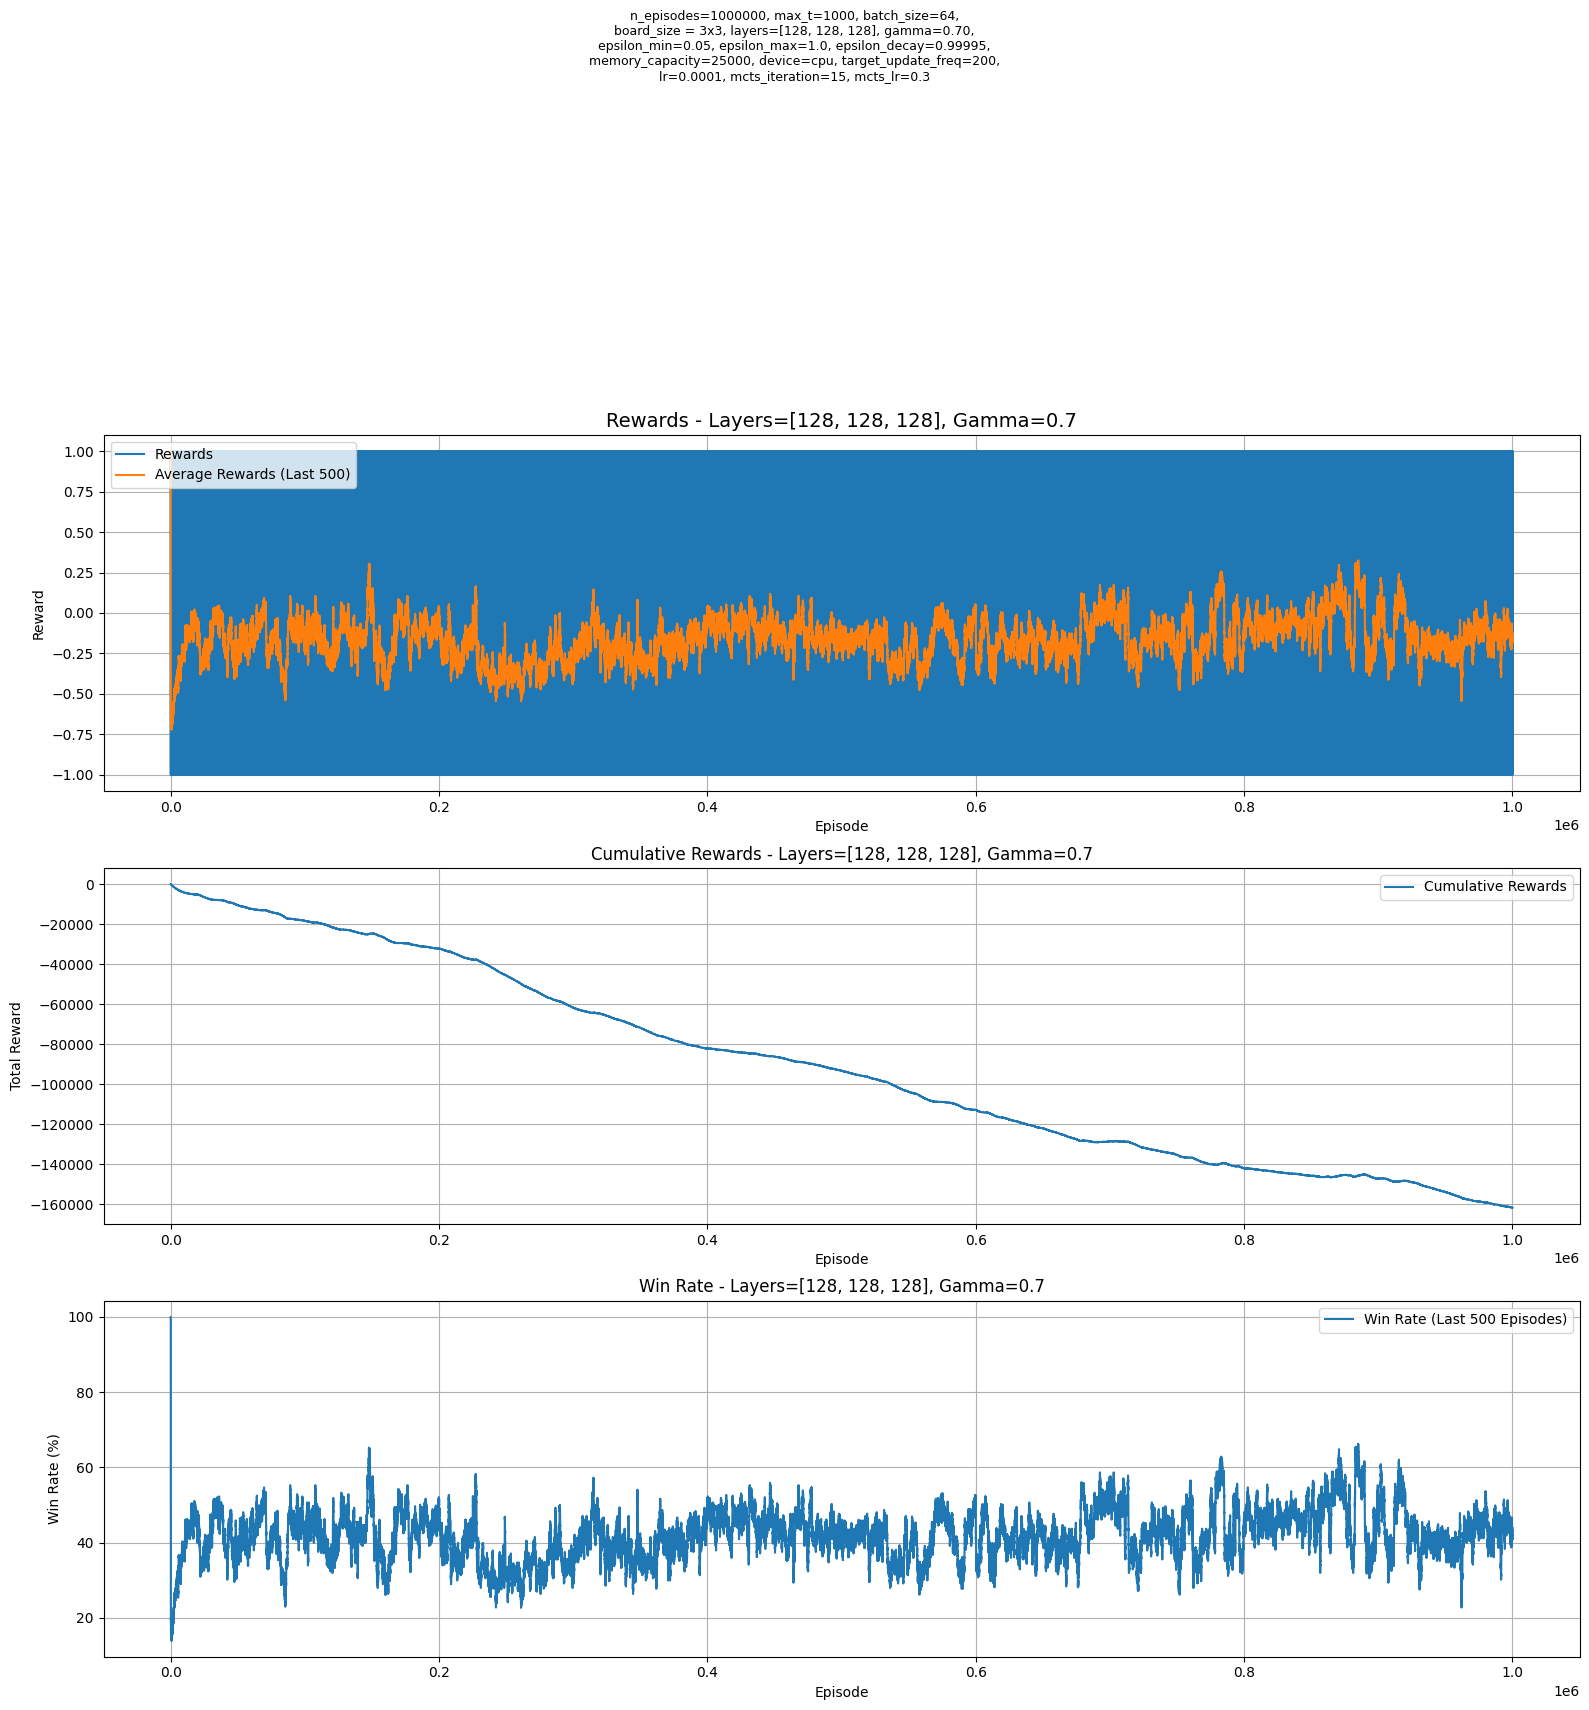 n_episodes=1000000, max_t=1000, batch_size=64,
board_size = 3x3, layers=[128, 128, 128], gamma=0.70,
epsilon_min=0.05, epsilon_max=1.0, epsilon_decay=0.99995,
memory_capacity=25000, device=cpu, target_update_freq=200,
lr=0.0001, mcts_iteration=15, mcts_lr=0.3
Rewards - Layers=[128, 128, 128], Gamma=0.7
Rewards
Average Rewards (Last 500)
Reward
1.00
0.75
0.50
0.25
0.00
−0.25
−0.50
−0.75
−1.00
0.0
0.2
0.4
0.6
0.8
1.0
1e6
Episode
Cumulative Rewards - Layers=[128, 128, 128], Gamma=0.7
Cumulative Rewards
Total Reward
0
−20000
−40000
−60000
−80000
−100000
−120000
−140000
−160000
0.0
0.2
0.4
0.6
0.8
1.0
1e6
Episode
Win Rate - Layers=[128, 128, 128], Gamma=0.7
Win Rate (Last 500 Episodes)
Win Rate (%)
100
80
60
40
20
0.0
0.2
0.4
0.6
0.8
1.0
1e6
Episode